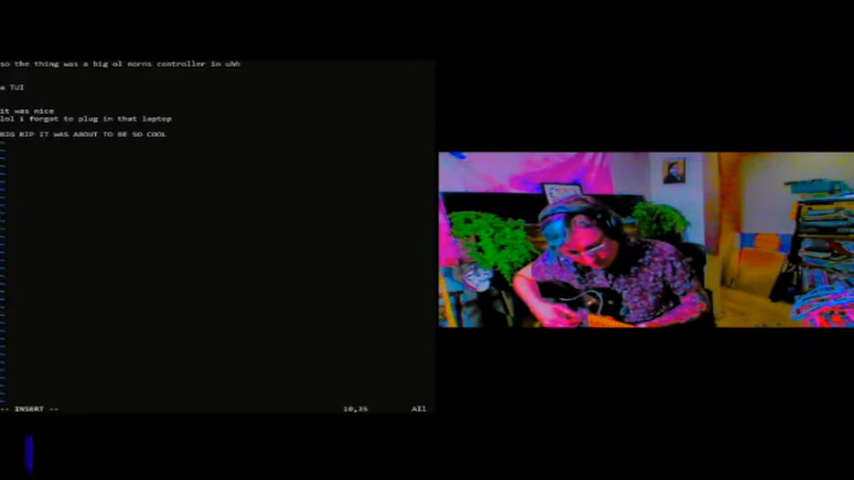 so the thing was a big ol norns controller in uhh
a TUI
it was nice
lol i forgot to plug in that laptop
BIG RIP IT WAS ABOUT TO BE SO COOL
-- INSERT --
10,35
All